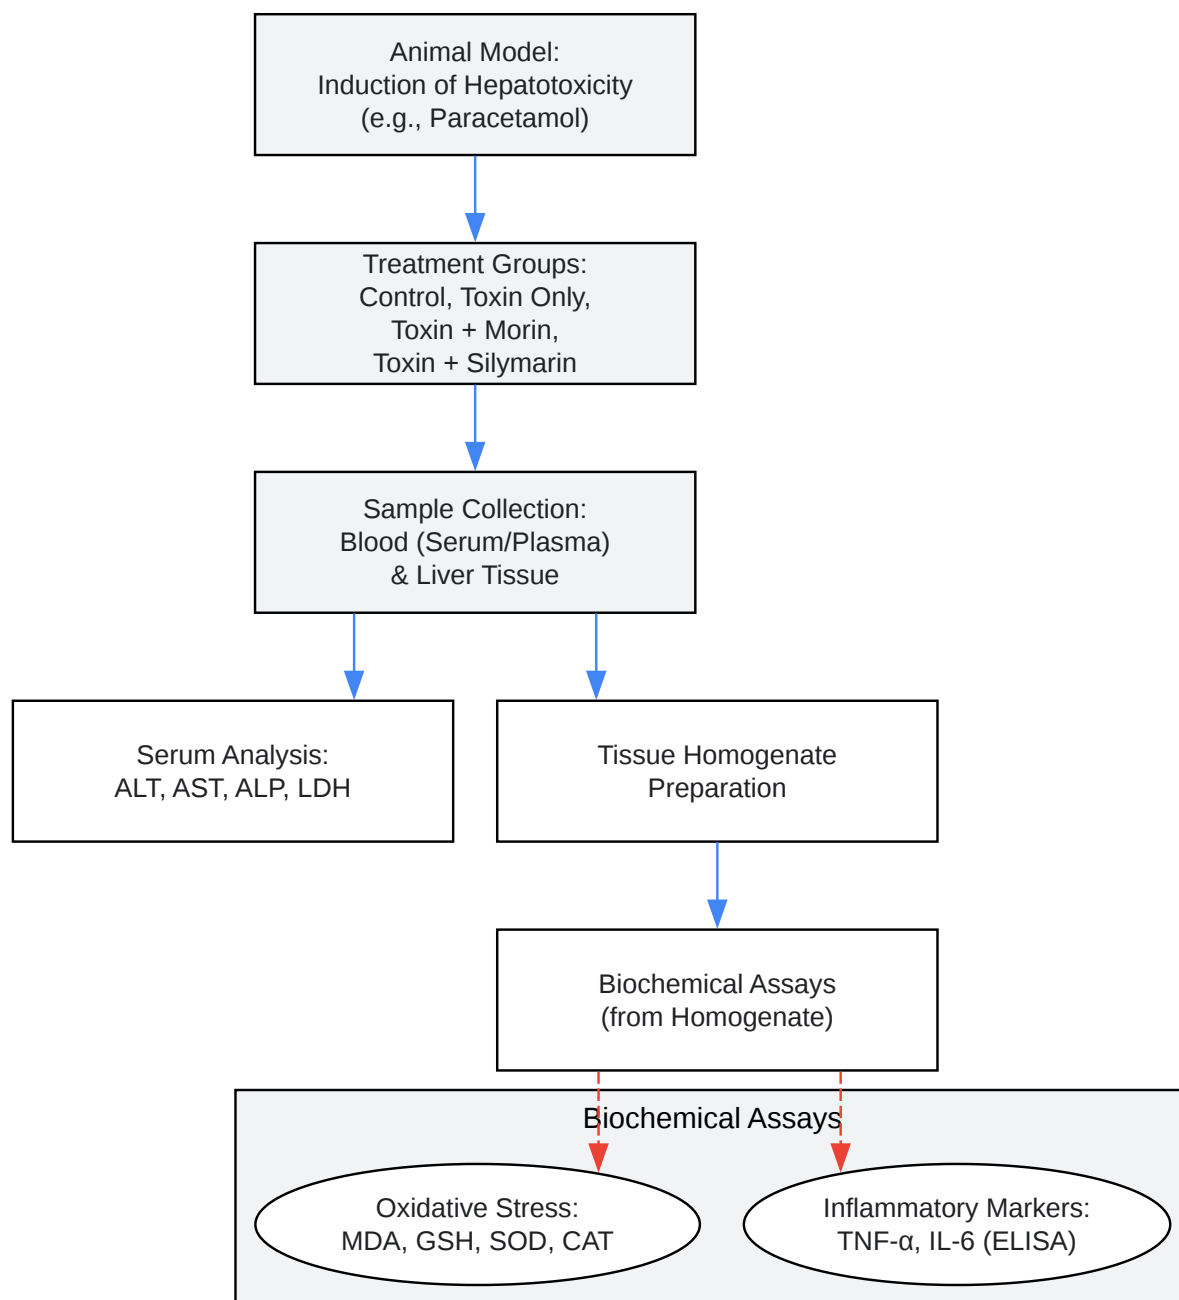 Animal Model:
Induction of Hepatotoxicity
(e.g., Paracetamol)
Treatment Groups:
Control, Toxin Only,
Toxin + Morin,
Toxin + Silymarin
Sample Collection:
Blood (Serum/Plasma)
& Liver Tissue
Serum Analysis:
ALT, AST, ALP, LDH
Tissue Homogenate
Preparation
Biochemical Assays
(from Homogenate)
Biochemical Assays
Oxidative Stress:
MDA, GSH, SOD, CAT
Inflammatory Markers:
TNF-α, IL-6 (ELISA)